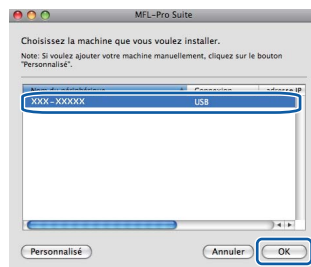 MFL-Pro Suite
Choisissez la machine que vous voulez installer.
Note: Si voulez ajouter votre machine manuellement, cliquez sur le bouton
"Personnalisé".
Nom du périphérique Connexion adresse IP
XXX-XXXXX USB
Personnalisé Annuler OK